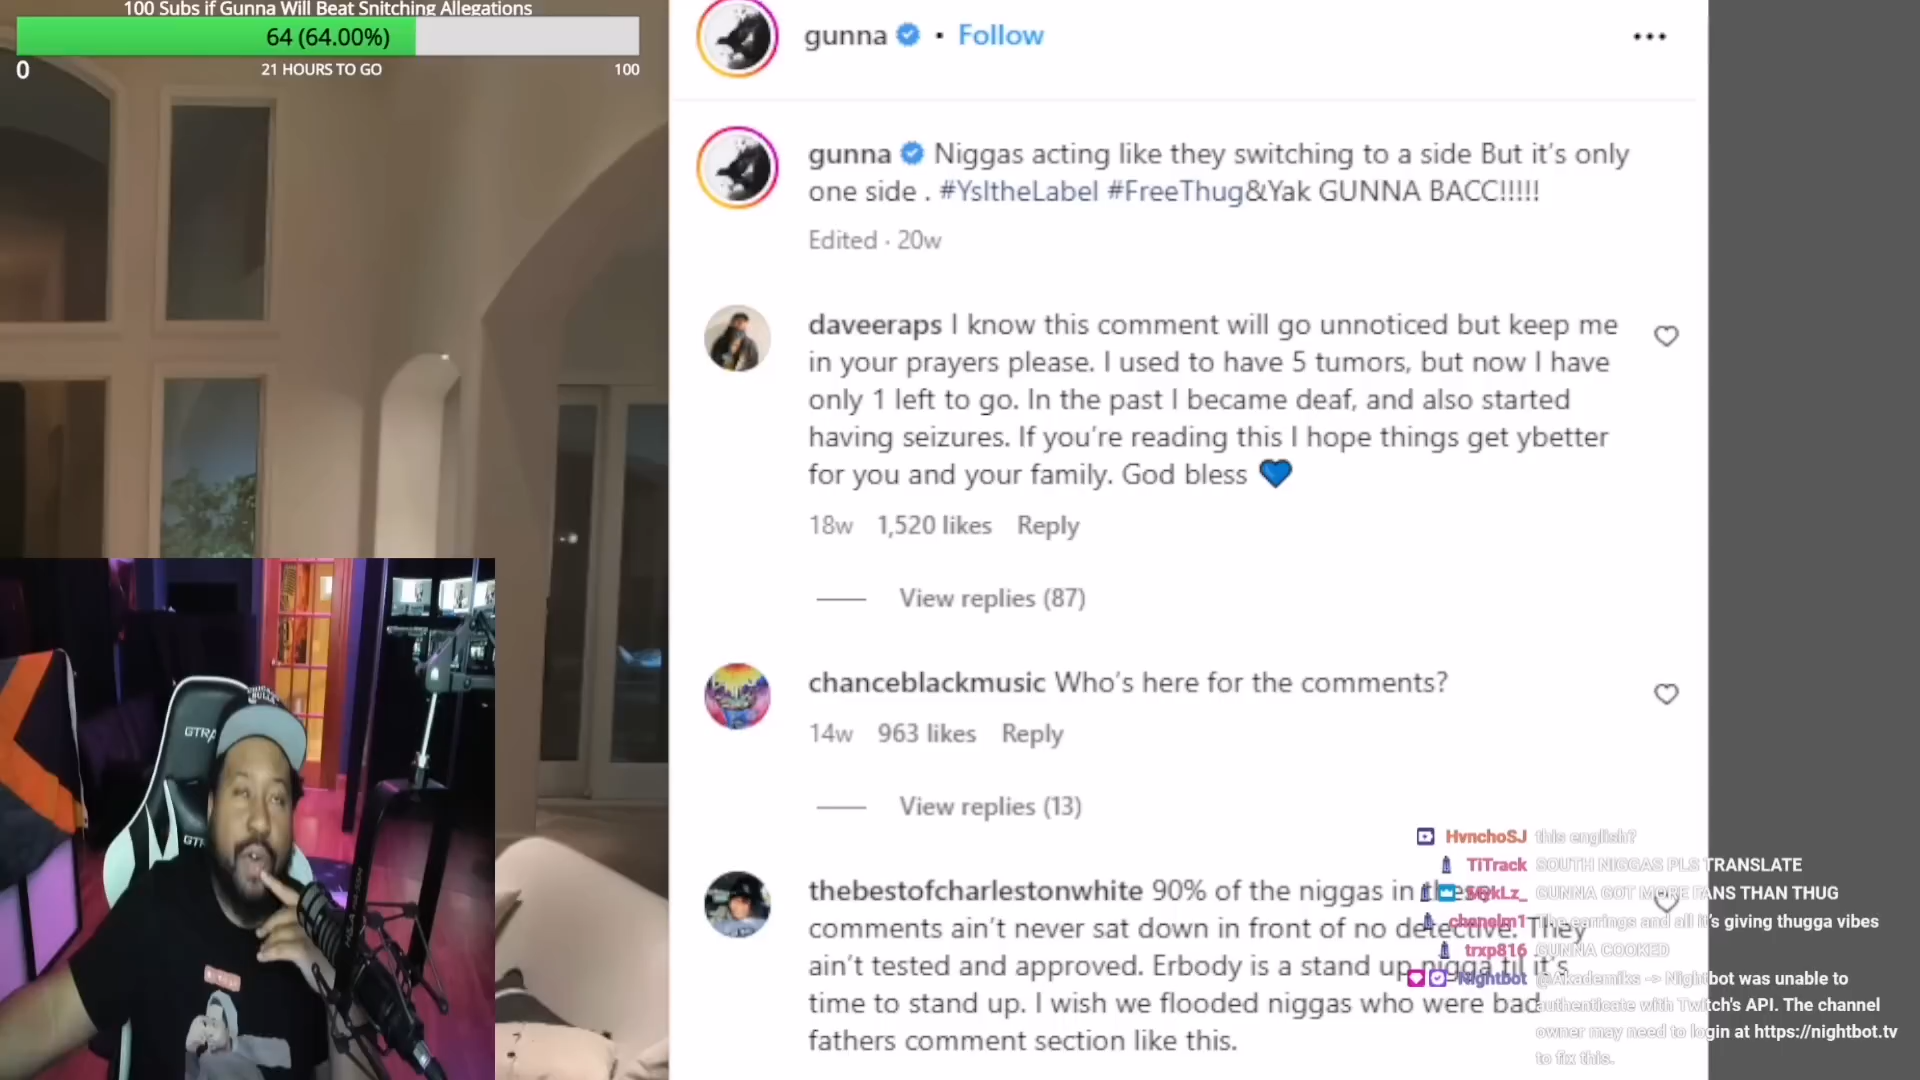 100 Subs if Gunna Will Beat Snitching Allegations
64 (64.00%)
0
21 HOURS TO GO
100
gunna • Follow
gunna Niggas acting like they switching to a side But it's only
one side . #YsltheLabel #FreeThug&Yak GUNNA BACC!!!!!
Edited · 20w
daveeraps I know this comment will go unnoticed but keep me
in your prayers please. I used to have 5 tumors, but now I have
only 1 left to go. In the past I became deaf, and also started
having seizures. If you're reading this I hope things get ybetter
for you and your family. God bless 💙
18w 1,520 likes Reply
View replies (87)
chanceblackmusic Who's here for the comments?
14w 963 likes Reply
View replies (13)
thebestofcharlestonwhite 90% of the niggas in these
comments ain't never sat down in front of no detective. They
ain't tested and approved. Erbody is a stand up nigga til it's
time to stand up. I wish we flooded niggas who were bad
fathers comment section like this.
HvnchoSJ this english?
TiTrack SOUTH NIGGAS PLS TRANSLATE
GUNNA GOT MORE FANS THAN THUG
chanelm1 the earrings and all it's giving thugga vibes
trxp816 GUNNA COOKED
Nightbot @Akademiks -> Nightbot was unable to
authenticate with Twitch's API. The channel
owner may need to login at https://nightbot.tv
to fix this.
GTRA
GT